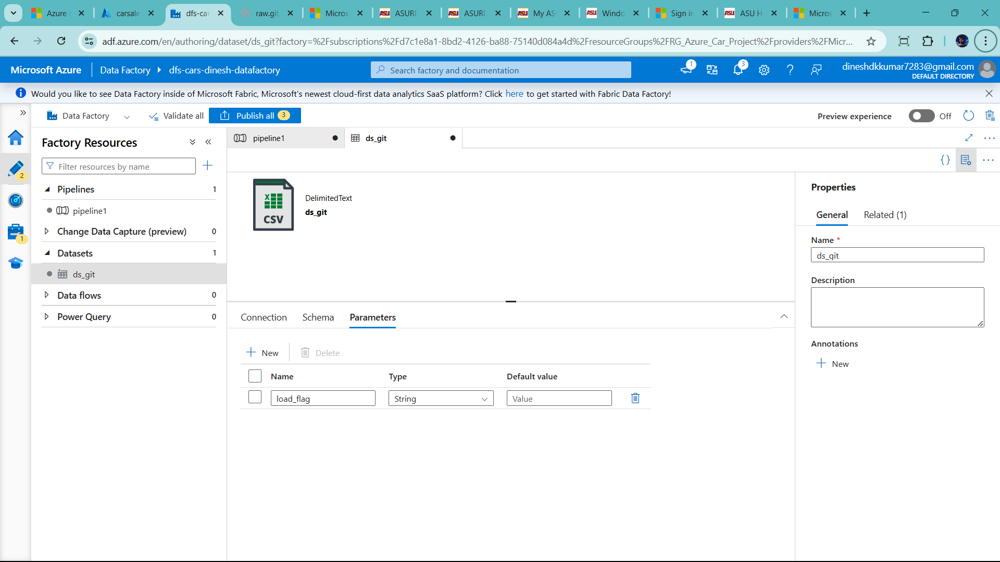 Azure f
carsale
dfs-car
raw.git
Micros
ASURI
ASURI
My AS
Windo
Sign in
ASU H
Micros
adf.azure.com/en/authoring/dataset/ds_git?factory=%2Fsubscriptions%2Fd7c1e8a1-8bd2-4126-ba88-75140d084a4d%2FresourceGroups%2FRG_Azure_Car_Project%2Fproviders%2FMicr...
Microsoft Azure
Data Factory
dfs-cars-dinesh-datafactory
Search factory and documentation
1
3
dineshdkkumar7283@gmail.com
DEFAULT DIRECTORY
Would you like to see Data Factory inside of Microsoft Fabric, Microsoft's newest cloud-first data analytics SaaS platform? Click here to get started with Fabric Data Factory!
Data Factory
Validate all
Publish all 3
Preview experience
Off
2
1
Factory Resources
Filter resources by name
Pipelines 1
pipeline1
Change Data Capture (preview) 0
Datasets 1
ds_git
Data flows 0
Power Query 0
pipeline1
ds_git
CSV
DelimitedText
ds_git
Connection
Schema
Parameters
New
Delete
Name Type Default value
load_flag String Value
Properties
General
Related (1)
Name *
ds_git
Description
Annotations
New